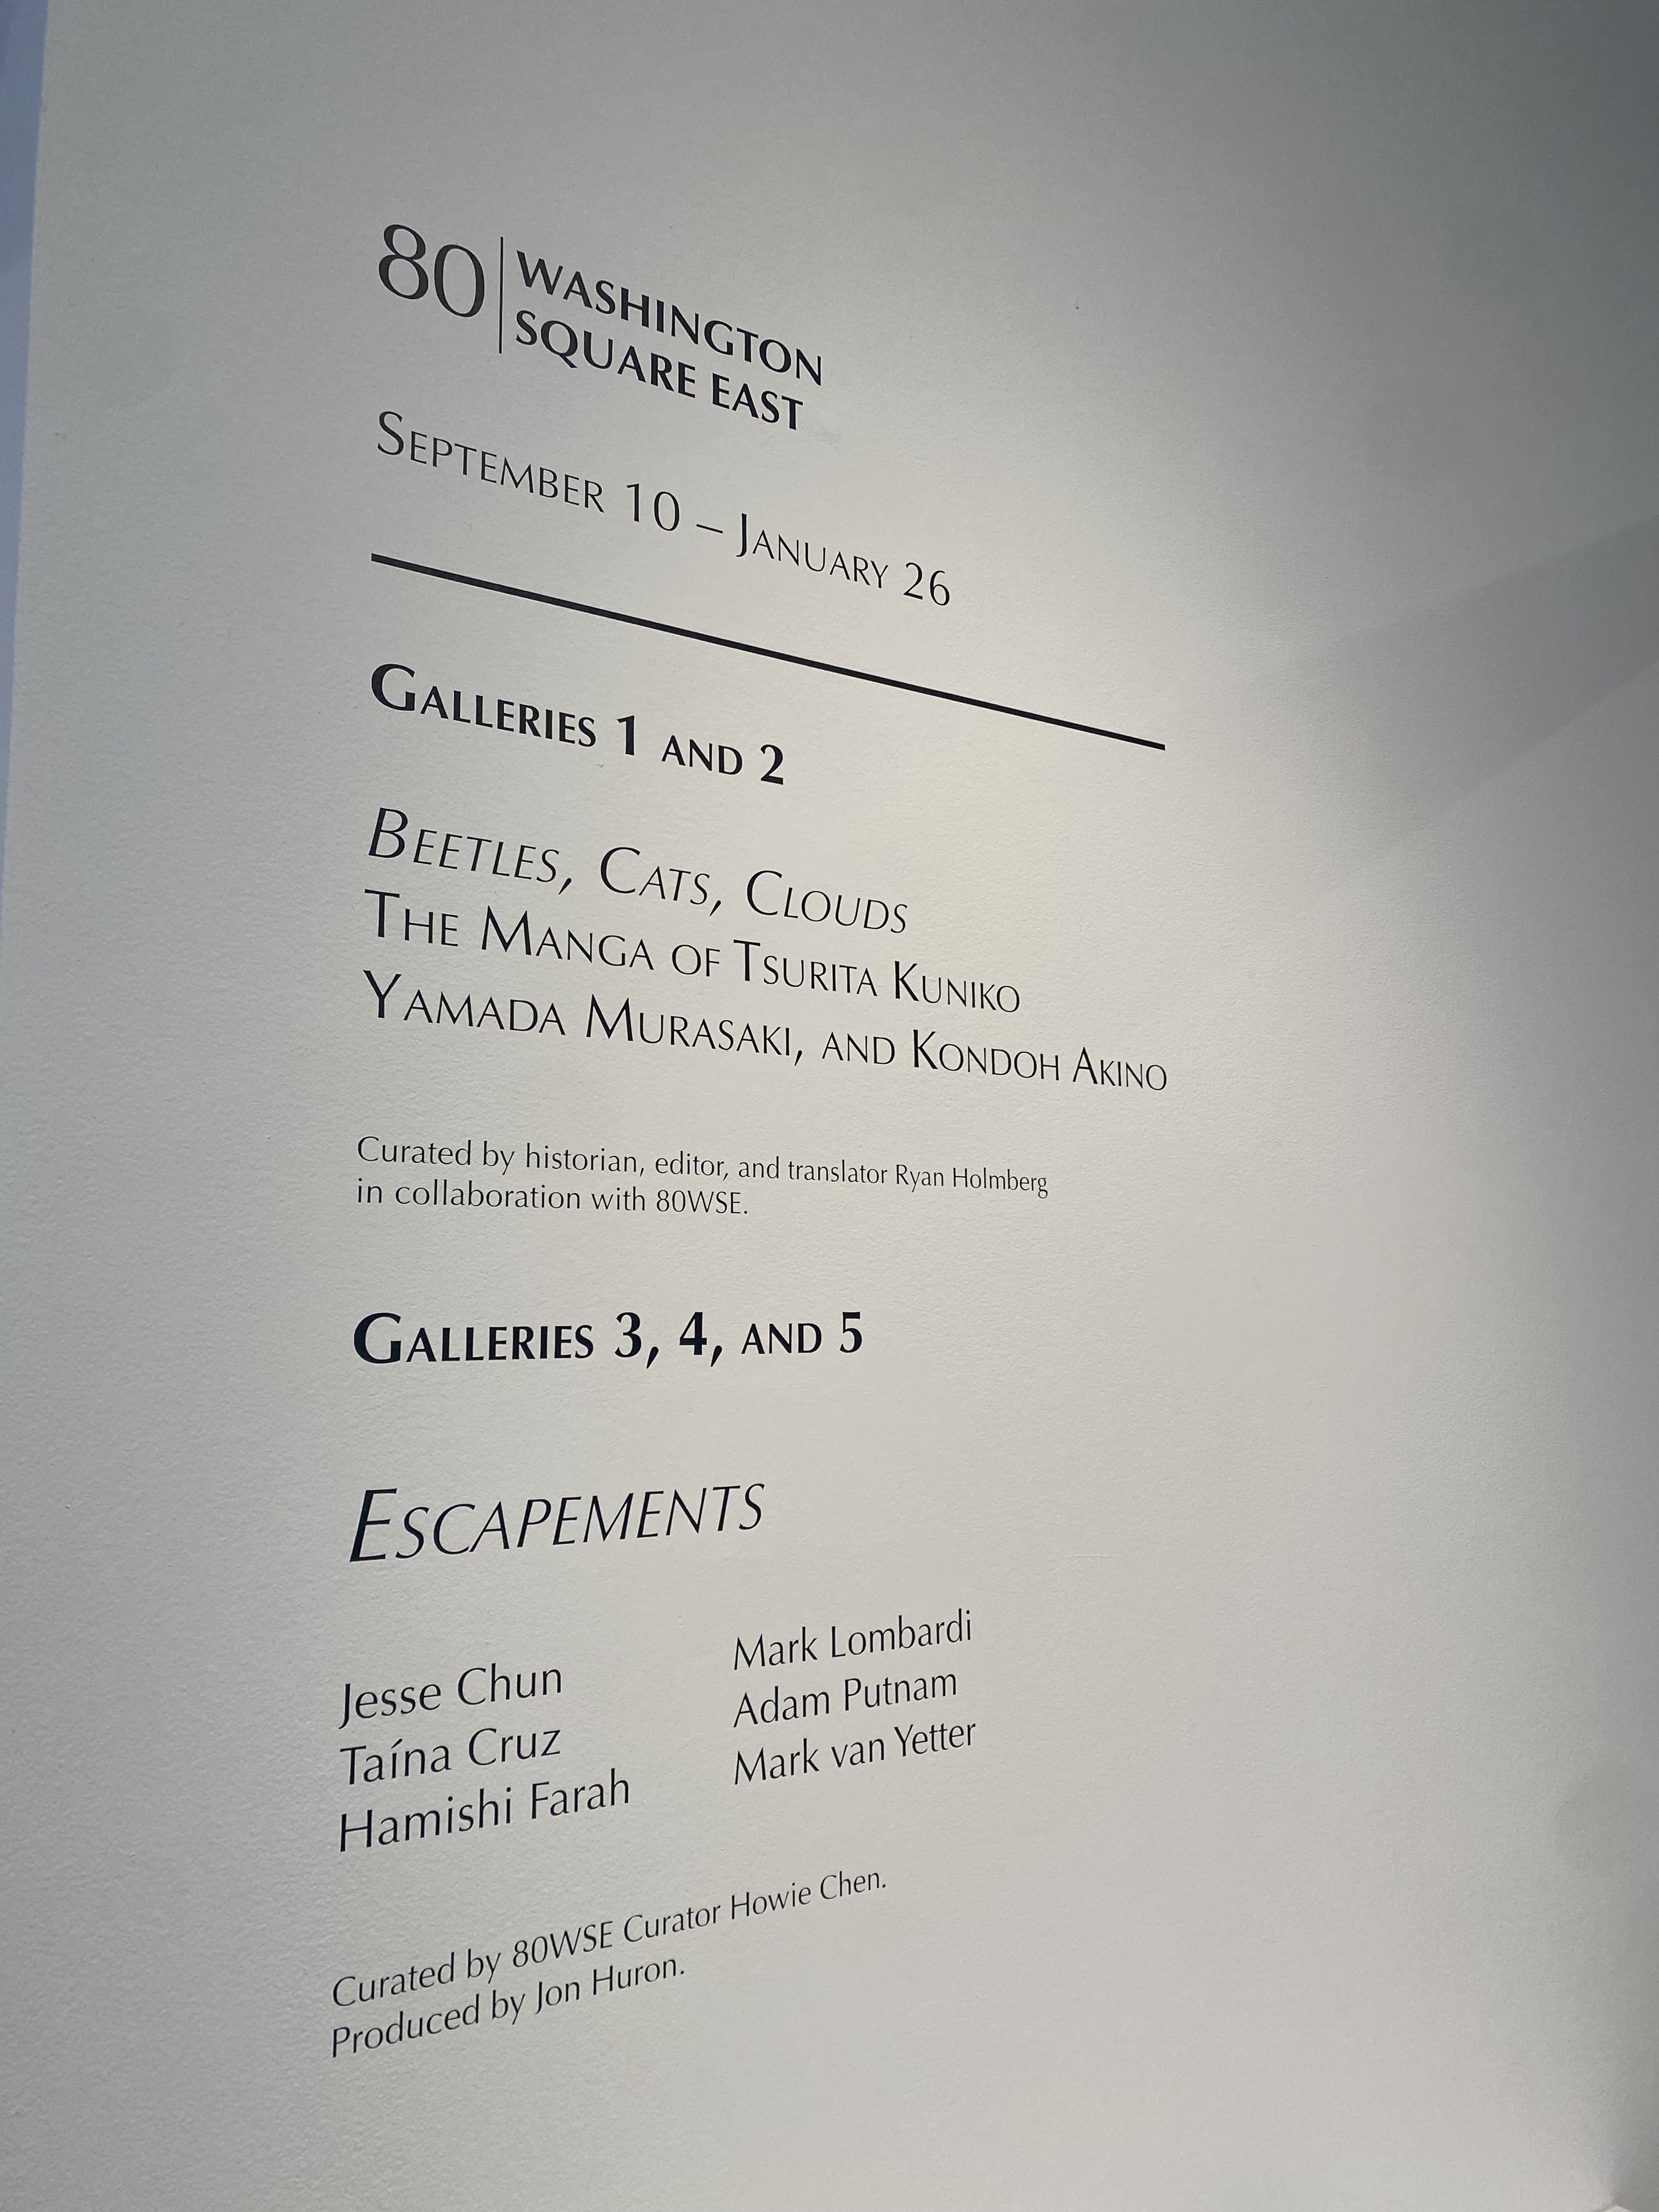 80 WASHINGTON
SQUARE EAST
SEPTEMBER 10 – JANUARY 26
GALLERIES 1 AND 2
BEETLES, CATS, CLOUDS
THE MANGA OF TSURITA KUNIKO
YAMADA MURASAKI, AND KONDOH AKINO
Curated by historian, editor, and translator Ryan Holmberg
in collaboration with 80WSE.
GALLERIES 3, 4, AND 5
ESCAPEMENTS
Jesse Chun
Taína Cruz
Hamishi Farah
Mark Lombardi
Adam Putnam
Mark van Yetter
Curated by 80WSE Curator Howie Chen.
Produced by Jon Huron.